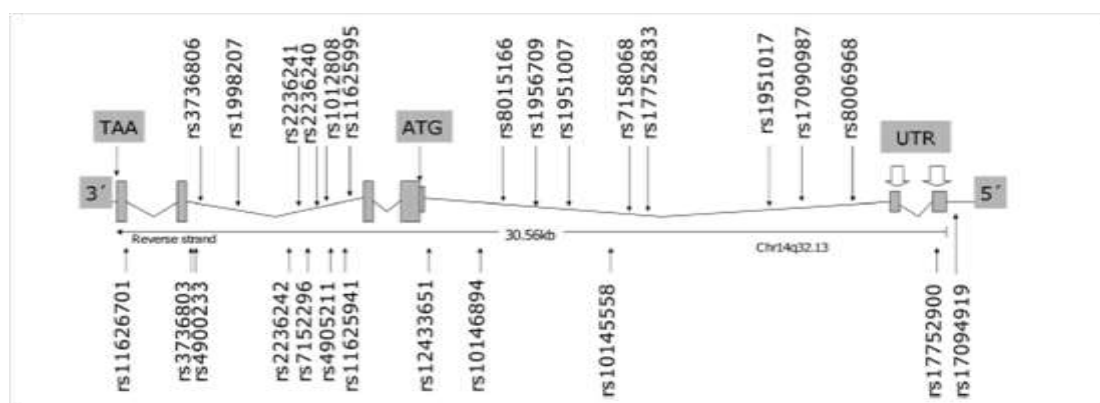 rs3736806
rs1998207
rs2236241
rs2236240
rs1012808
rs11625995
rs8015166
rs1956709
rs1951007
rs7158068
rs17752833
rs1951017
rs17090987
rs8006968
TAA
ATG
UTR
3´
5´
Reverse strand
30.56kb
Chr14q32.13
rs11626701
rs3736803
rs4900233
rs2236242
rs7152296
rs4905211
rs11625941
rs12433651
rs10146894
rs10145558
rs17752900
rs17094919